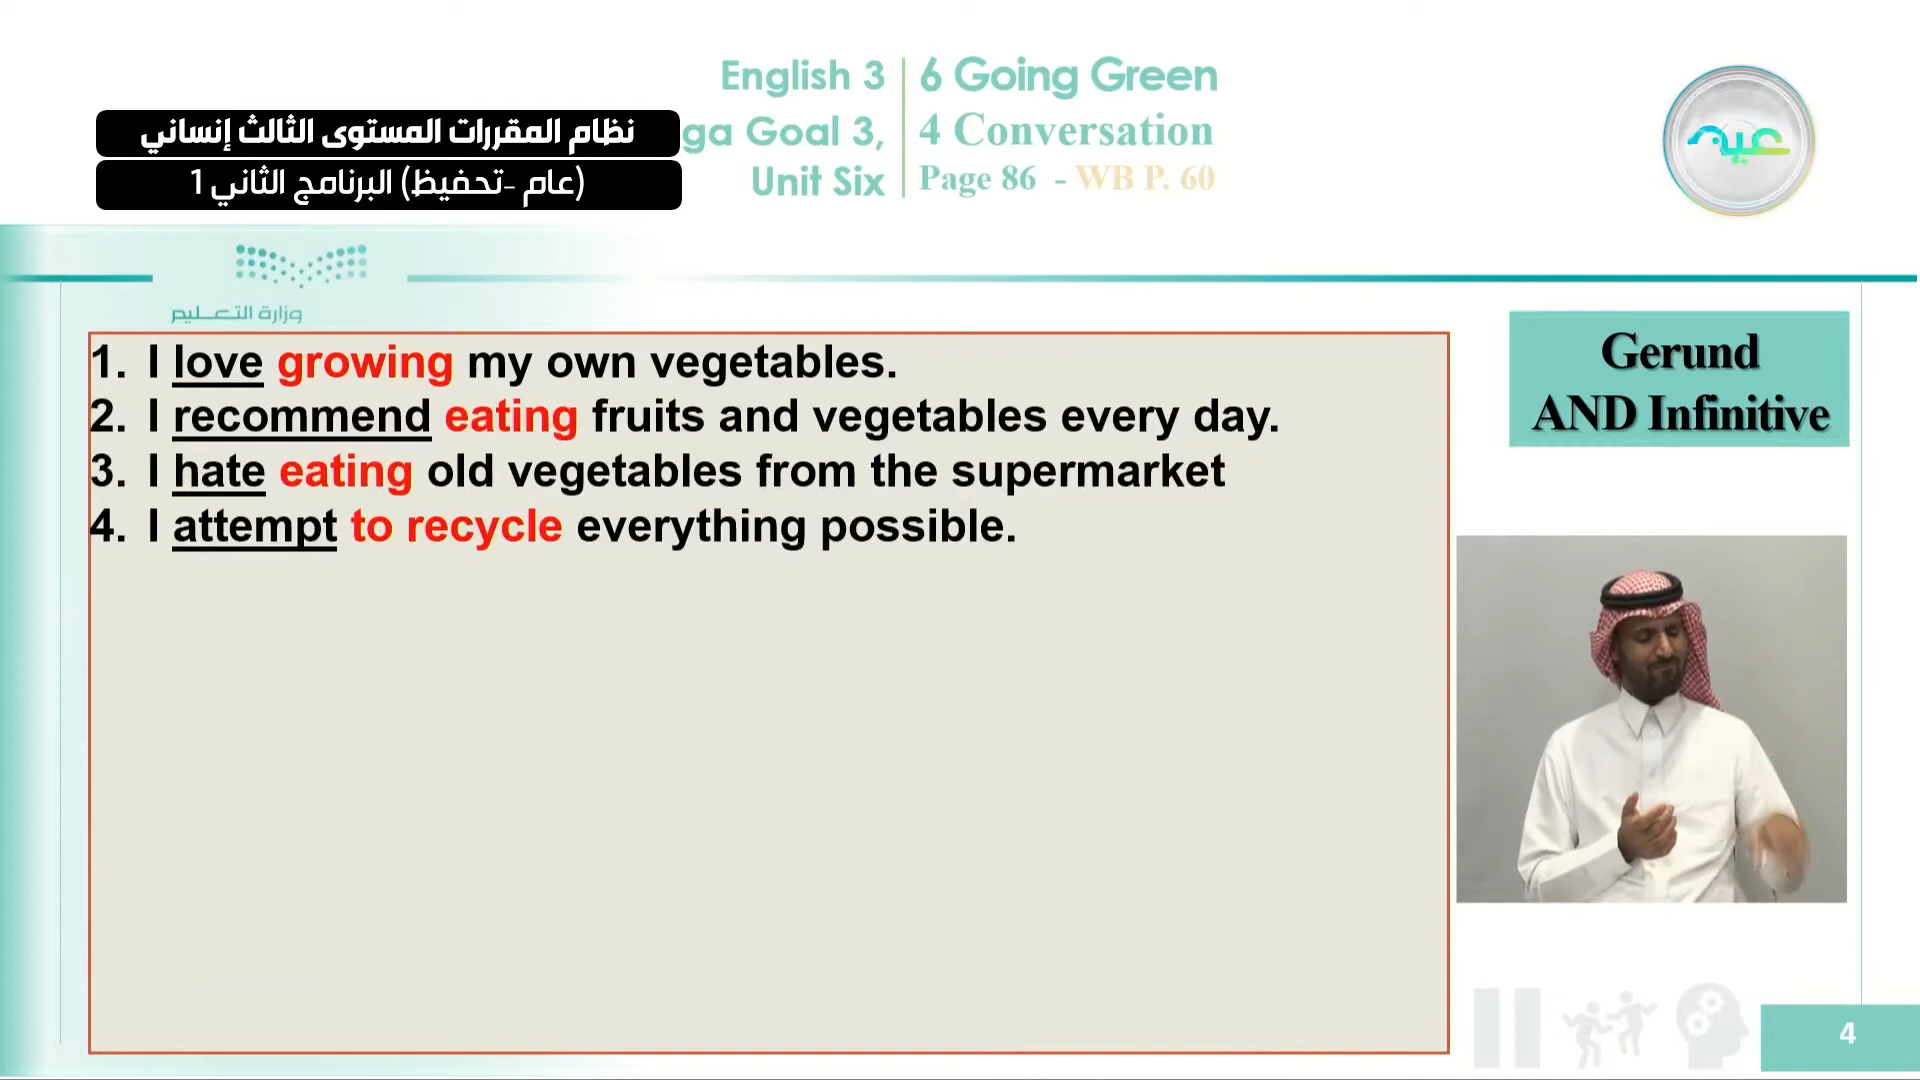 English 3
6 Going Green
نظام المقررات المستوى الثالث إنساني
ga Goal 3,
4 Conversation
(عام -تحفيظ) البرنامج الثاني 1
Unit Six
Page 86 - WB P. 60
عين
وزارة التعليم
Gerund
AND Infinitive
1. I love growing my own vegetables.
2. I recommend eating fruits and vegetables every day.
3. I hate eating old vegetables from the supermarket
4. I attempt to recycle everything possible.
4